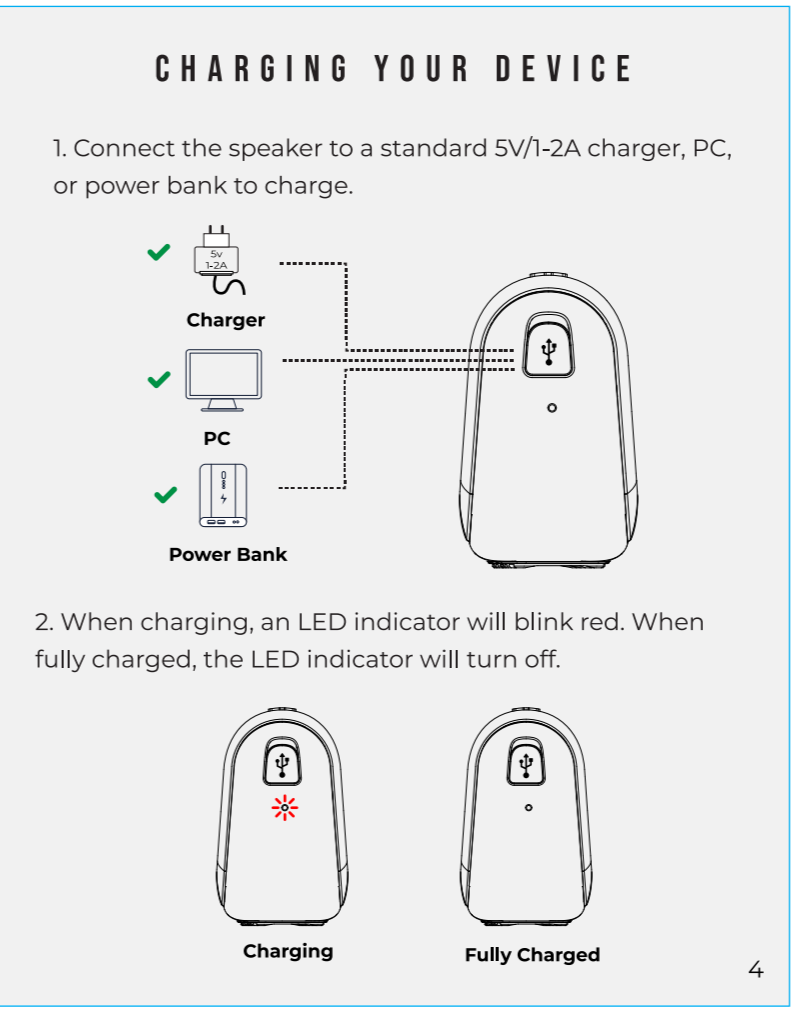 CHARGING YOUR DEVICE
1. Connect the speaker to a standard 5V/1-2A charger, PC,
or power bank to charge.
5v
1-2A
Charger
PC
Power Bank
2. When charging, an LED indicator will blink red. When
fully charged, the LED indicator will turn off.
Charging
Fully Charged
4